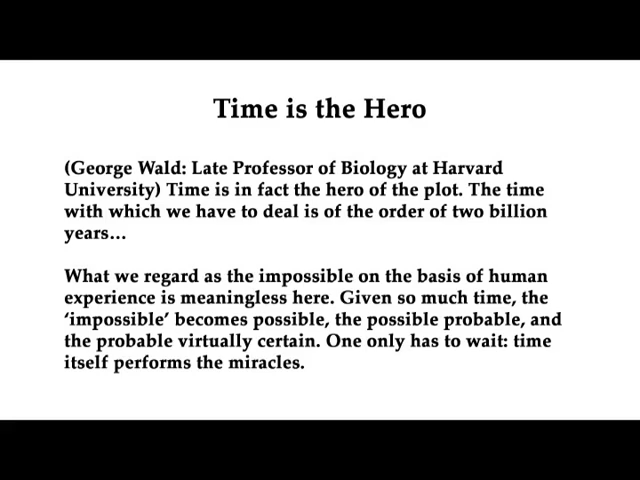 Time is the Hero
(George Wald: Late Professor of Biology at Harvard
University) Time is in fact the hero of the plot. The time
with which we have to deal is of the order of two billion
years…
What we regard as the impossible on the basis of human
experience is meaningless here. Given so much time, the
‘impossible’ becomes possible, the possible probable, and
the probable virtually certain. One only has to wait: time
itself performs the miracles.